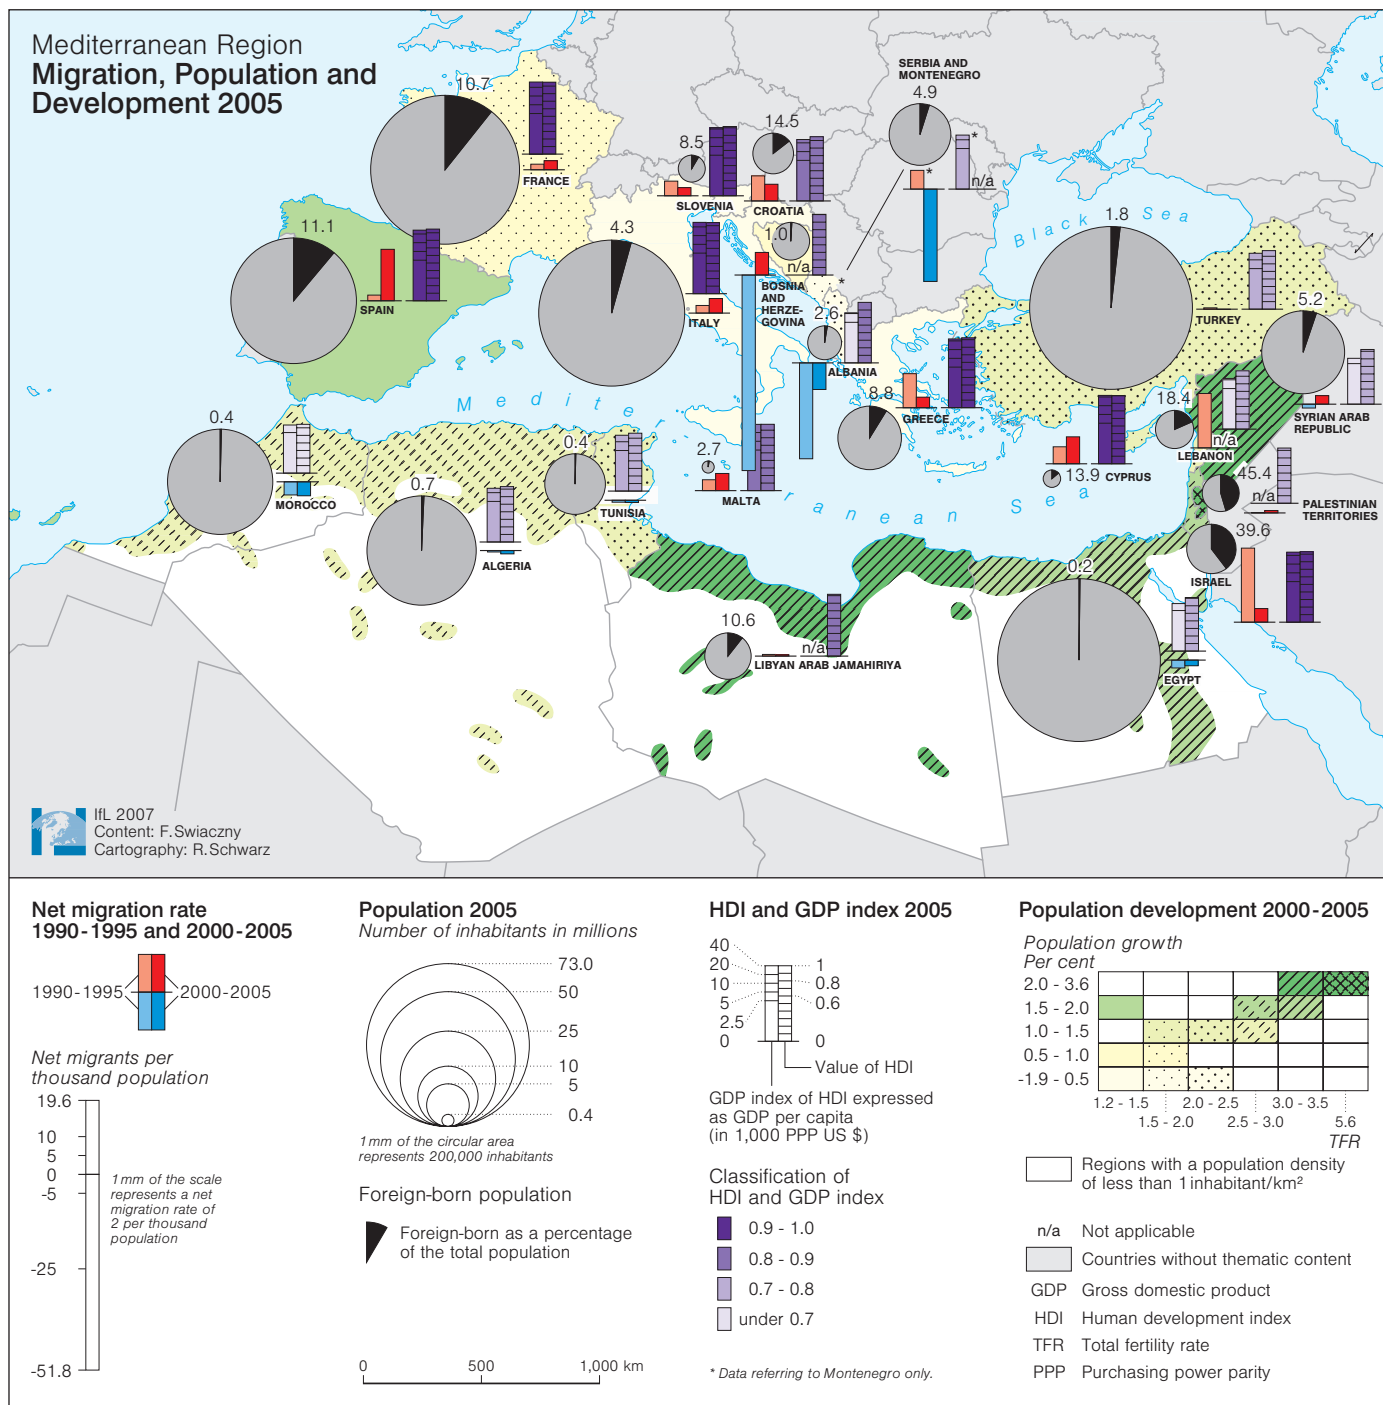 Mediterranean Region
Migration, Population and
Development 2005
10.7
FRANCE
11.1
SPAIN
8.5
SLOVENIA
14.5
CROATIA
SERBIA AND
MONTENEGRO
4.9
*
*
n/a
4.3
ITALY
1.0
n/a
BOSNIA
AND
HERZE-
GOVINA
*
2.6
ALBANIA
8.8
GREECE
Black Sea
1.8
TURKEY
5.2
SYRIAN ARAB
REPUBLIC
18.4
n/a
LEBANON
13.9
CYPRUS
45.4
n/a
PALESTINIAN
TERRITORIES
39.6
ISRAEL
Mediterranean Sea
0.4
MOROCCO
0.7
ALGERIA
0.4
TUNISIA
2.7
MALTA
10.6
n/a
LIBYAN ARAB JAMAHIRIYA
0.2
EGYPT
IfL 2007
Content: F. Swiaczny
Cartography: R. Schwarz
Net migration rate
1990-1995 and 2000-2005
1990-1995
2000-2005
Net migrants per
thousand population
19.6
10
5
0
-5
-25
-51.8
1 mm of the scale
represents a net
migration rate of
2 per thousand
population
Population 2005
Number of inhabitants in millions
73.0
50
25
10
5
0.4
1 mm of the circular area
represents 200,000 inhabitants
Foreign-born population
Foreign-born as a percentage
of the total population
0 500 1,000 km
HDI and GDP index 2005
40
20
10
5
2.5
0
1
0.8
0.6
0
Value of HDI
GDP index of HDI expressed
as GDP per capita
(in 1,000 PPP US $)
Classification of
HDI and GDP index
0.9 - 1.0
0.8 - 0.9
0.7 - 0.8
under 0.7
* Data referring to Montenegro only.
Population development 2000-2005
Population growth
Per cent
2.0 - 3.6
1.5 - 2.0
1.0 - 1.5
0.5 - 1.0
-1.9 - 0.5
1.2 - 1.5 2.0 - 2.5 3.0 - 3.5
1.5 - 2.0 2.5 - 3.0 5.6
TFR
Regions with a population density
of less than 1 inhabitant/km²
n/a Not applicable
Countries without thematic content
GDP Gross domestic product
HDI Human development index
TFR Total fertility rate
PPP Purchasing power parity